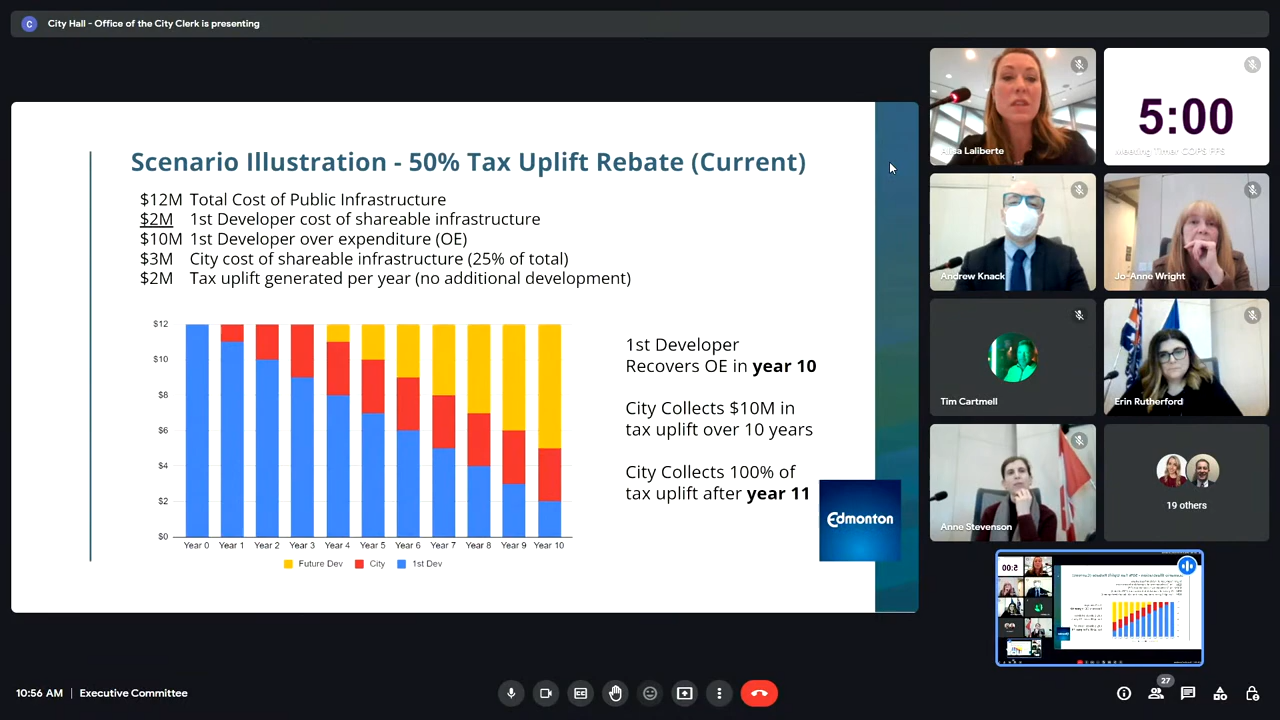 C City Hall - Office of the City Clerk is presenting
Scenario Illustration - 50% Tax Uplift Rebate (Current)
$12M Total Cost of Public Infrastructure
$2M 1st Developer cost of shareable infrastructure
$10M 1st Developer over expenditure (OE)
$3M City cost of shareable infrastructure (25% of total)
$2M Tax uplift generated per year (no additional development)
$12
$10
$8
$6
$4
$2
$0
Year 0 Year 1 Year 2 Year 3 Year 4 Year 5 Year 6 Year 7 Year 8 Year 9 Year 10
Future Dev City 1st Dev
1st Developer
Recovers OE in year 10
City Collects $10M in
tax uplift over 10 years
City Collects 100% of
tax uplift after year 11
Edmonton
Laliberte
5:00
Meeting Timer
Andrew Knack
Jo-Anne Wright
Tim Cartmell
Erin Rutherford
Anne Stevenson
19 others
10:56 AM | Executive Committee
CC
27